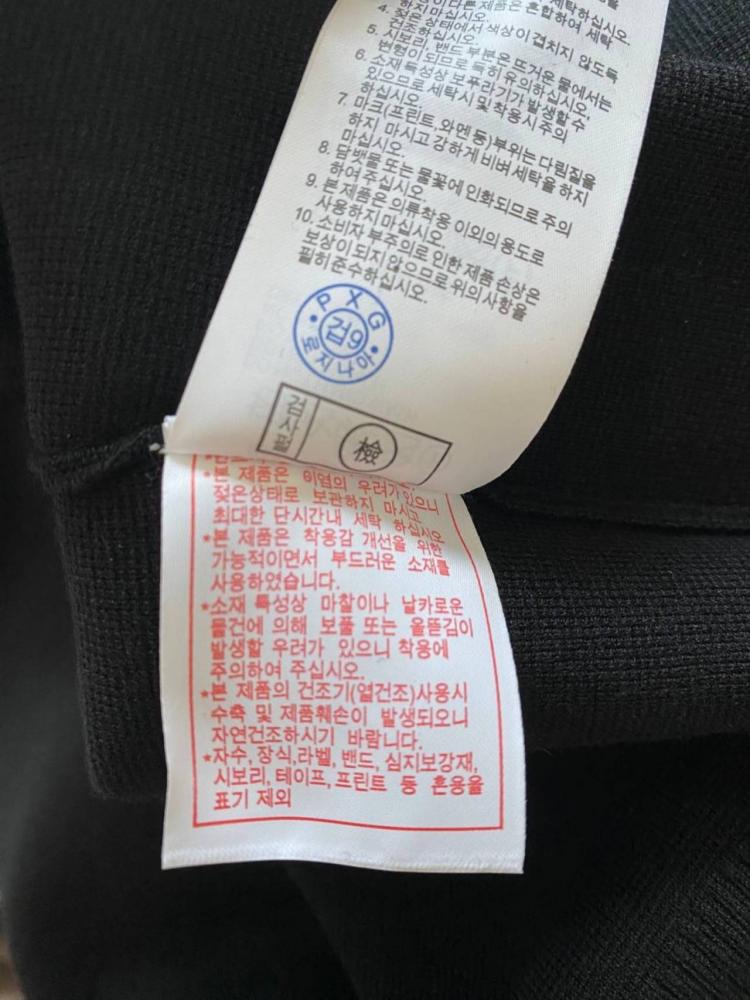 4. 하지마십시오.
이 다른 제품은 혼합하여 세탁
세탁하십시오.
5. 젖은 상태에서 색상이 겹치지 않도록
건조하십시오.
6. 시보리, 밴드 부분은 뜨거운 물에서는
변형이 되므로 특히 유의하십시오.
소재 특성상 보푸라기가 발생할 수
있으므로 세탁시 및 착용시 주의
하십시오.
7. 마크(프린트,와면 등)부위는 다림질을
하지 마시고 강하게 비벼 세탁을 하지
마십시오.
8. 담뱃불 또는 불꽃에 인화되므로 주의
하여 주십시오.
9. 본 제품은 의류착용 이외의 용도로
사용하지마십시오.
10. 소비자 부주의로 인한 제품 손상은
보상이 되지 않으므로 위의 사항을
필히 준수하십시오.
PXG
검9
로지나아
검사필
檢
*본 제품은 이염의 우려가 있으니
젖은상태로 보관하지 마시고
최대한 단시간내 세탁 하십시오
*본 제품은 착용감 개선을 위한
가능적이면서 부드러운 소재를
사용하였습니다.
*소재 특성상 마찰이나 날카로운
물건에 의해 보풀 또는 올뜯김이
발생할 우려가 있으니 착용에
주의하여 주십시오.
*본 제품의 건조기(열건조)사용시
수축 및 제품훼손이 발생되오니
자연건조하시기 바랍니다.
*자수, 장식,라벨, 밴드, 심지보강재,
시보리, 테이프,프린트 등 혼용율
표기 제외